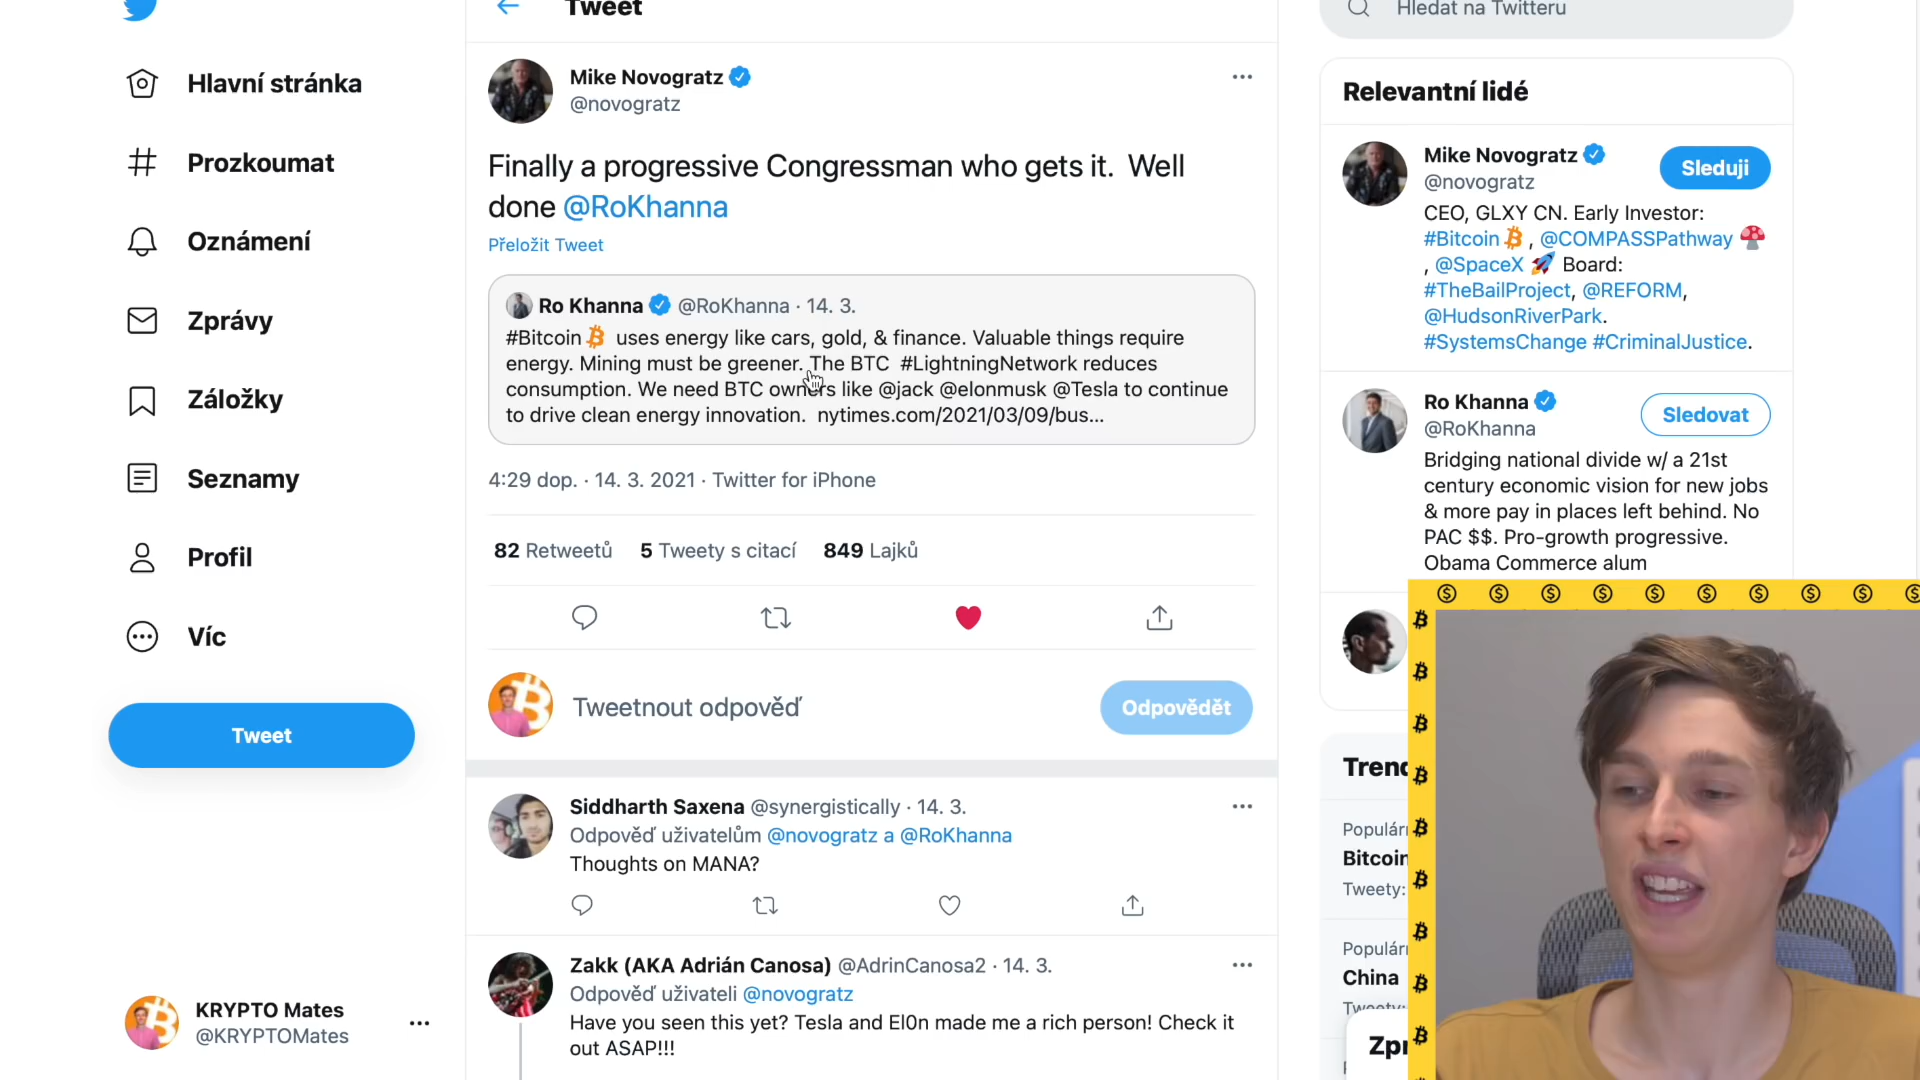 Tweet
Hledat na Twitteru
Hlavní stránka
Prozkoumat
Oznámení
Zprávy
Záložky
Seznamy
Profil
Víc
Tweet
KRYPTO Mates
@KRYPTOMates
Mike Novogratz
@novogratz
Finally a progressive Congressman who gets it. Well
done @RoKhanna
Přeložit Tweet
Ro Khanna @RoKhanna · 14. 3.
#Bitcoin uses energy like cars, gold, & finance. Valuable things require
energy. Mining must be greener. The BTC #LightningNetwork reduces
consumption. We need BTC owners like @jack @elonmusk @Tesla to continue
to drive clean energy innovation. nytimes.com/2021/03/09/bus...
4:29 dop. · 14. 3. 2021 · Twitter for iPhone
82 Retweetů 5 Tweety s citací 849 Lajků
Tweetnout odpověď
Odpovědět
Siddharth Saxena @synergistically · 14. 3.
Odpověď uživatelům @novogratz a @RoKhanna
Thoughts on MANA?
Zakk (AKA Adrián Canosa) @AdrinCanosa2 · 14. 3.
Odpověď uživateli @novogratz
Have you seen this yet? Tesla and El0n made me a rich person! Check it
out ASAP!!!
Relevantní lidé
Mike Novogratz
@novogratz
Sleduji
CEO, GLXY CN. Early Investor:
#Bitcoin , @COMPASSPathway
, @SpaceX Board:
#TheBailProject, @REFORM,
@HudsonRiverPark.
#SystemsChange #CriminalJustice.
Ro Khanna
@RoKhanna
Sledovat
Bridging national divide w/ a 21st
century economic vision for new jobs
& more pay in places left behind. No
PAC $$. Pro-growth progressive.
Obama Commerce alum
Trend
Populár
Bitcoin
Tweety:
Populár
China
Tweety:
Zpr